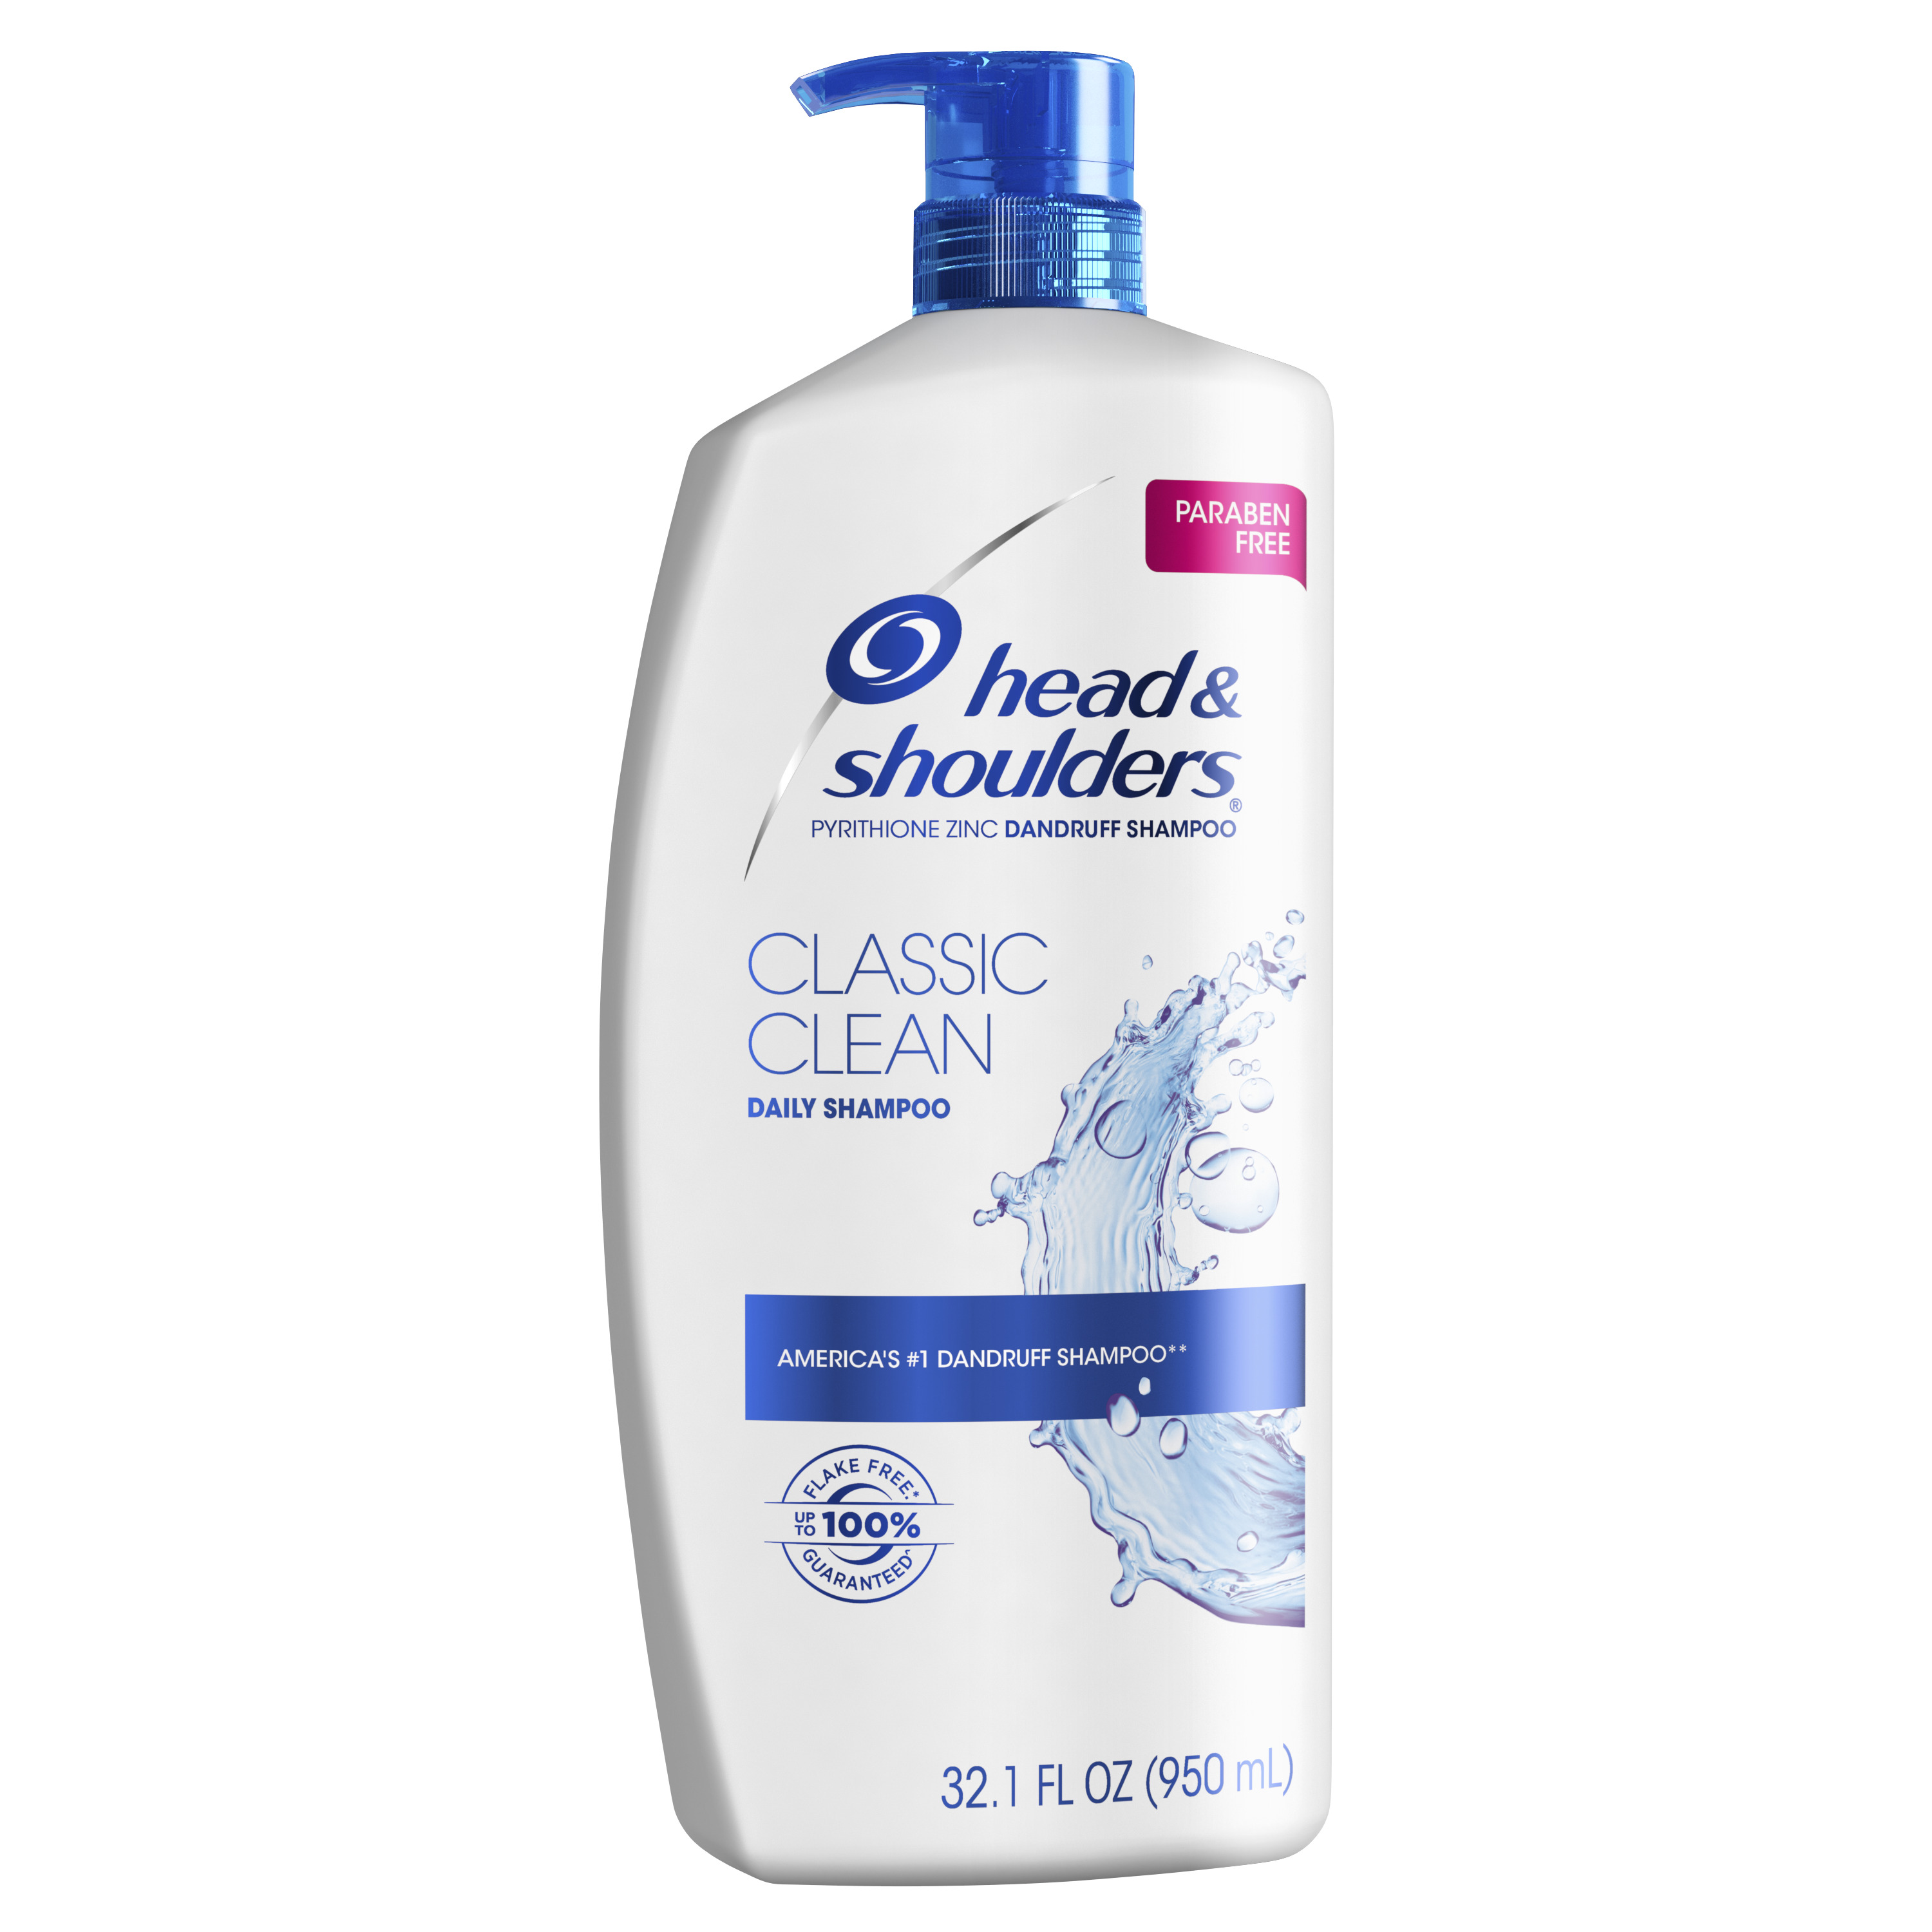 PARABEN
FREE
head &
shoulders®
PYRITHIONE ZINC DANDRUFF SHAMPOO
CLASSIC
CLEAN
DAILY SHAMPOO
AMERICA'S #1 DANDRUFF SHAMPOO**
FLAKE FREE.*
UP TO 100%
GUARANTEED^
32.1 FL OZ (950 mL)